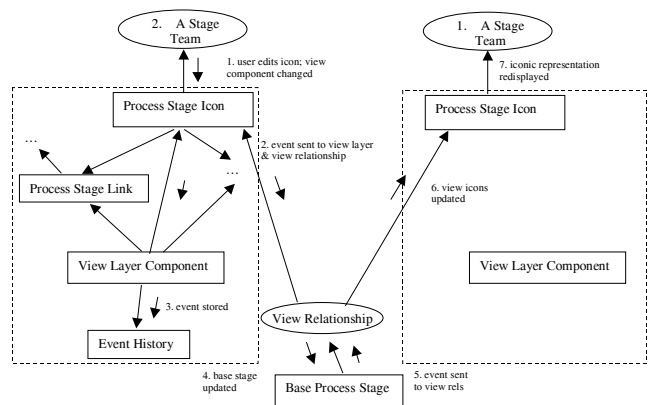 2. A Stage
Team
1. A Stage
Team
1. user edits icon; view
component changed
7. iconic representation
redisplayed
Process Stage Icon
Process Stage Icon
...
2. event sent to view layer
& view relationship
...
Process Stage Link
6. view icons
updated
View Layer Component
View Layer Component
3. event stored
View Relationship
Event History
4. base stage
updated
5. event sent
to view rels
Base Process Stage